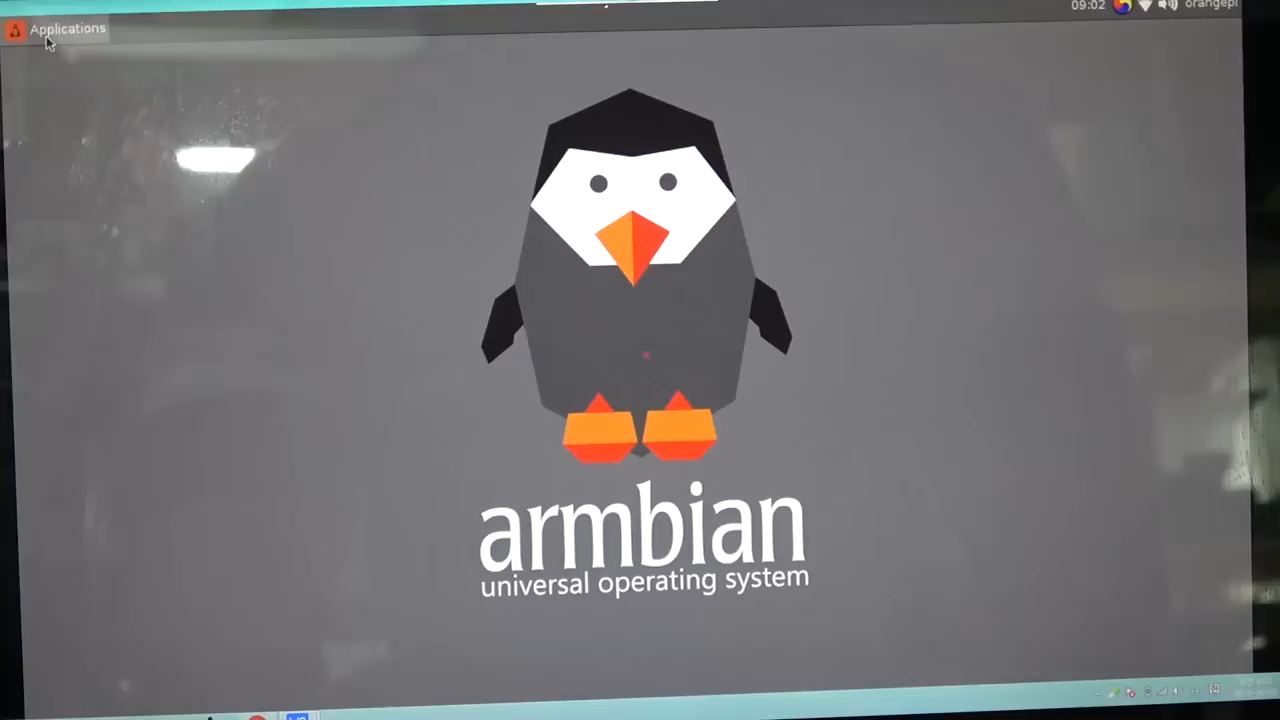 09:02 orangepi
Applications
armbian
universal operating system